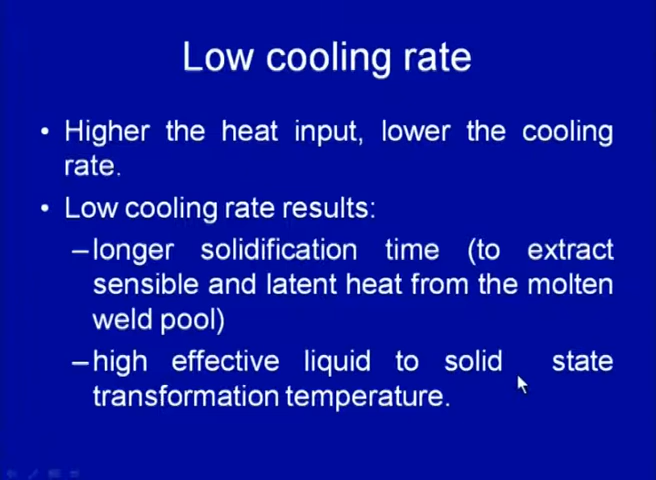 Low cooling rate
• Higher the heat input, lower the cooling
rate.
• Low cooling rate results:
–longer solidification time (to extract
sensible and latent heat from the molten
weld pool)
–high effective liquid to solid state
transformation temperature.